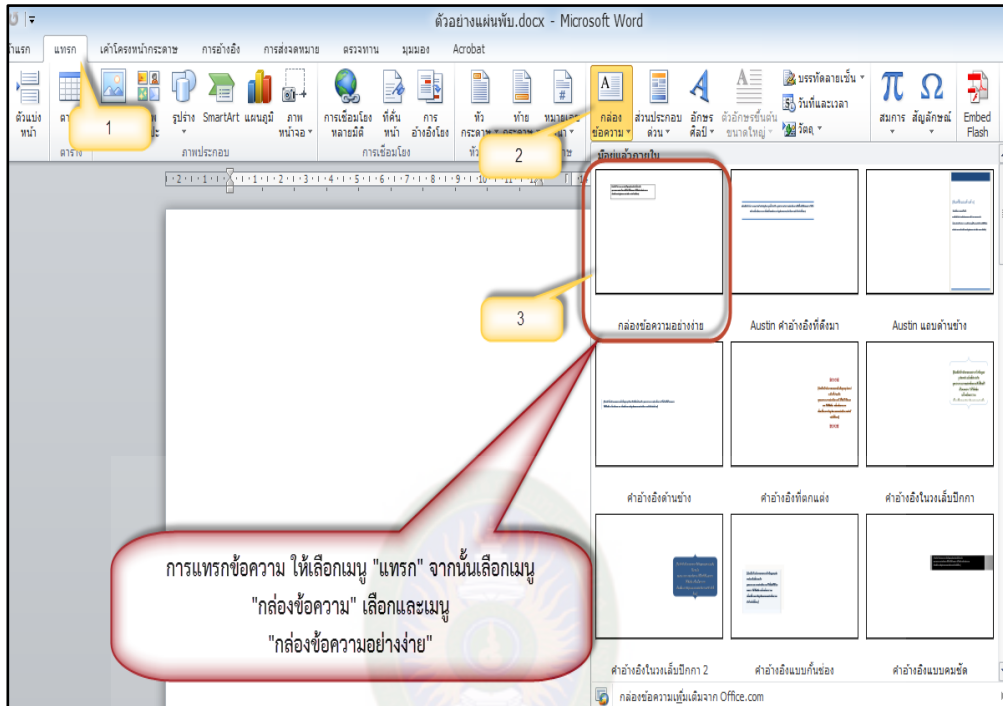 ตัวอย่างแผ่นพับ.docx - Microsoft Word
แทรก เค้าโครงหน้ากระดาษ การอ้างอิง การส่งจดหมาย ตรวจทาน มุมมอง Acrobat
ตัวแบ่งหน้า
รูปร่าง
SmartArt
แผนภูมิ
ภาพหน้าจอ
การเชื่อมโยงหลายมิติ
ที่คั่นหน้า
การอ้างอิงโยง
หัวกระดาษ
ท้ายกระดาษ
หมายเลข
กล่องข้อความ
ส่วนประกอบด่วน
อักษรศิลป์
ตัวอักษรขึ้นต้นขนาดใหญ่
บรรทัดลายเซ็น
วันที่และเวลา
วัตถุ
สมการ
สัญลักษณ์
Embed Flash
ตาราง
ภาพประกอบ
การเชื่อมโยง
1
2
3
มีอยู่แล้วภายใน
กล่องข้อความอย่างง่าย
Austin คำอ้างอิงที่ดึงมา
Austin แถบด้านข้าง
คำอ้างอิงด้านข้าง
คำอ้างอิงที่ตกแต่ง
คำอ้างอิงในวงเล็บปีกกา
คำอ้างอิงในวงเล็บปีกกา 2
คำอ้างอิงแบบกั้นช่อง
คำอ้างอิงแบบคมชัด
กล่องข้อความเพิ่มเติมจาก Office.com
การแทรกข้อความ ให้เลือกเมนู "แทรก" จากนั้นเลือกเมนู
"กล่องข้อความ" เลือกและเมนู
"กล่องข้อความอย่างง่าย"